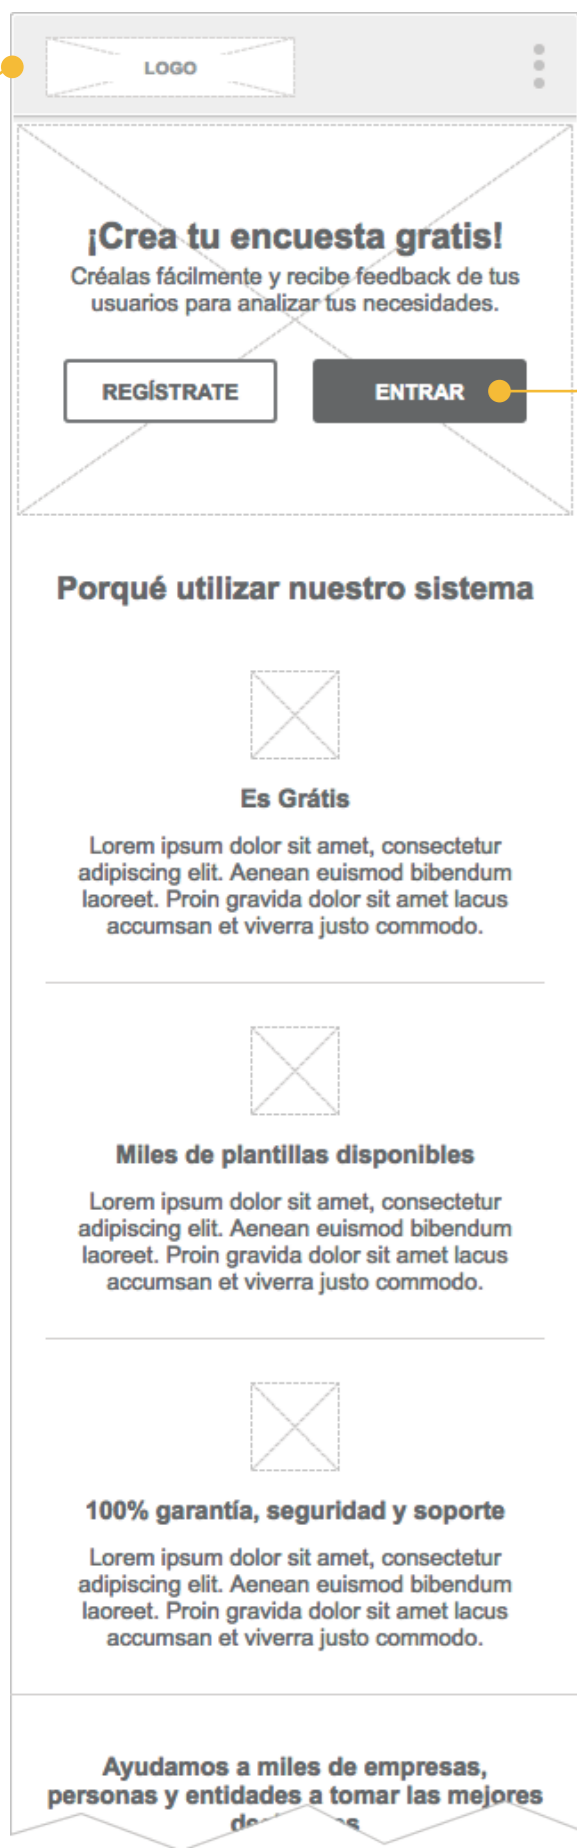 LOGO
¡Crea tu encuesta gratis!
Créalas fácilmente y recibe feedback de tus
usuarios para analizar tus necesidades.
REGÍSTRATE
ENTRAR
Porqué utilizar nuestro sistema
Es Grátis
Lorem ipsum dolor sit amet, consectetur
adipiscing elit. Aenean euismod bibendum
laoreet. Proin gravida dolor sit amet lacus
accumsan et viverra justo commodo.
Miles de plantillas disponibles
Lorem ipsum dolor sit amet, consectetur
adipiscing elit. Aenean euismod bibendum
laoreet. Proin gravida dolor sit amet lacus
accumsan et viverra justo commodo.
100% garantía, seguridad y soporte
Lorem ipsum dolor sit amet, consectetur
adipiscing elit. Aenean euismod bibendum
laoreet. Proin gravida dolor sit amet lacus
accumsan et viverra justo commodo.
Ayudamos a miles de empresas,
personas y entidades a tomar las mejores